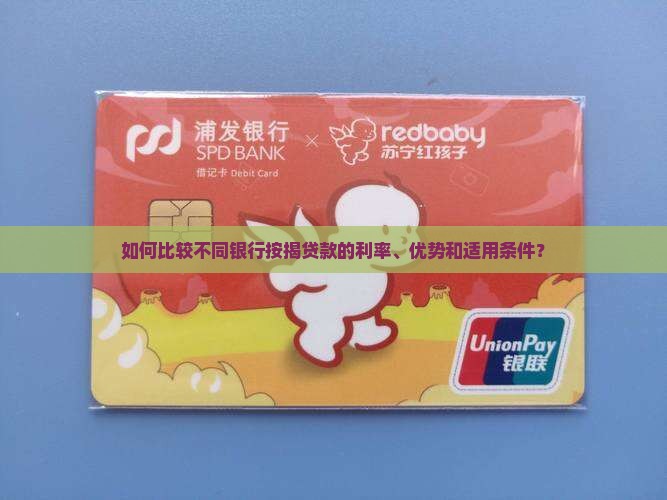 浦发银行
SPD BANK
借记卡 Debit Card
×
redbaby
苏宁红孩子
如何比较不同银行按揭贷款的利率、优势和适用条件？
UnionPay
银联